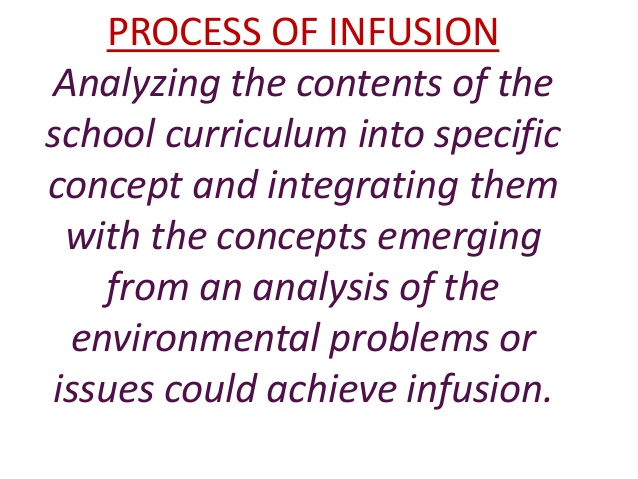 PROCESS OF INFUSION
Analyzing the contents of the
school curriculum into specific
concept and integrating them
with the concepts emerging
from an analysis of the
environmental problems or
issues could achieve infusion.